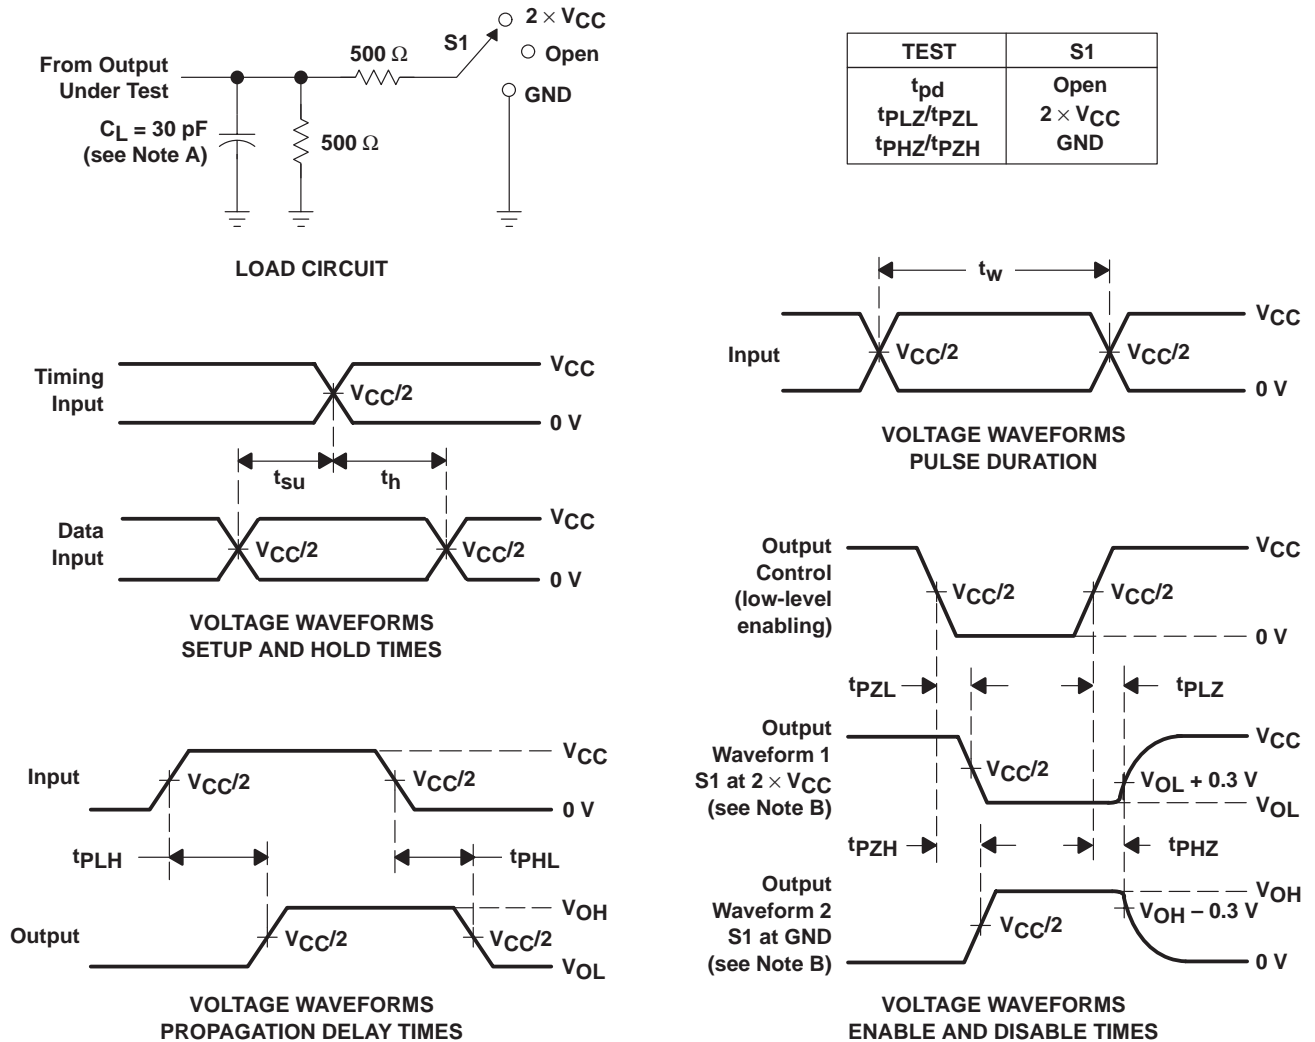 From Output
Under Test
C_L = 30 pF
(see Note A)
500 Ω
500 Ω
S1
2 × V_CC
Open
GND
LOAD CIRCUIT
TEST S1
t_pd Open
t_PLZ/t_PZL 2 × V_CC
t_PHZ/t_PZH GND
t_w
Input
V_CC/2
V_CC/2
V_CC
0 V
VOLTAGE WAVEFORMS
PULSE DURATION
Timing
Input
V_CC/2
V_CC
0 V
t_su
t_h
Data
Input
V_CC/2
V_CC/2
V_CC
0 V
VOLTAGE WAVEFORMS
SETUP AND HOLD TIMES
Input
V_CC/2
V_CC/2
V_CC
0 V
t_PLH
t_PHL
Output
V_CC/2
V_CC/2
V_OH
V_OL
VOLTAGE WAVEFORMS
PROPAGATION DELAY TIMES
Output
Control
(low-level
enabling)
V_CC/2
V_CC/2
V_CC
0 V
t_PZL
t_PLZ
Output
Waveform 1
S1 at 2 × V_CC
(see Note B)
V_CC/2
V_CC
V_OL + 0.3 V
V_OL
t_PZH
t_PHZ
Output
Waveform 2
S1 at GND
(see Note B)
V_CC/2
V_OH
V_OH – 0.3 V
0 V
VOLTAGE WAVEFORMS
ENABLE AND DISABLE TIMES